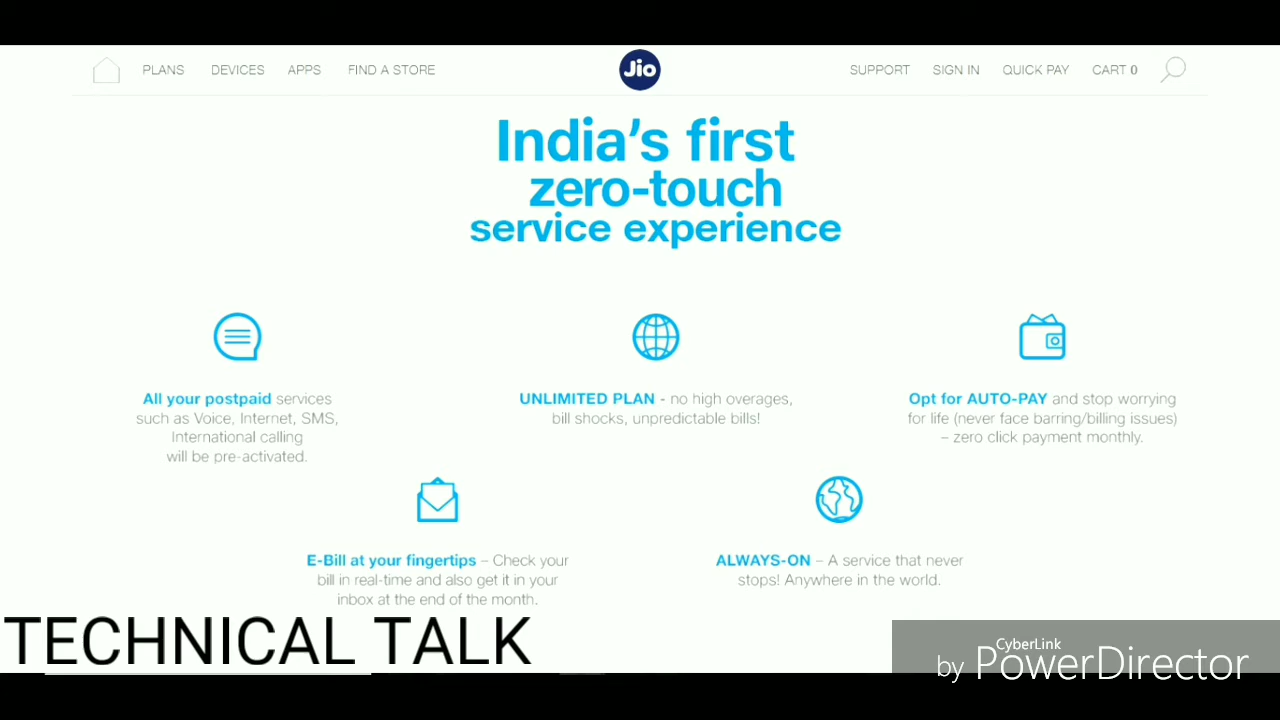 PLANS DEVICES APPS FIND A STORE Jio SUPPORT SIGN IN QUICK PAY CART 0
India's first
zero-touch
service experience
All your postpaid services
such as Voice, Internet, SMS,
International calling
will be pre-activated.
UNLIMITED PLAN - no high overages,
bill shocks, unpredictable bills!
Opt for AUTO-PAY and stop worrying
for life (never face barring/billing issues)
– zero click payment monthly.
E-Bill at your fingertips – Check your
bill in real-time and also get it in your
inbox at the end of the month.
ALWAYS-ON – A service that never
stops! Anywhere in the world.
TECHNICAL TALK
CyberLink
by PowerDirector